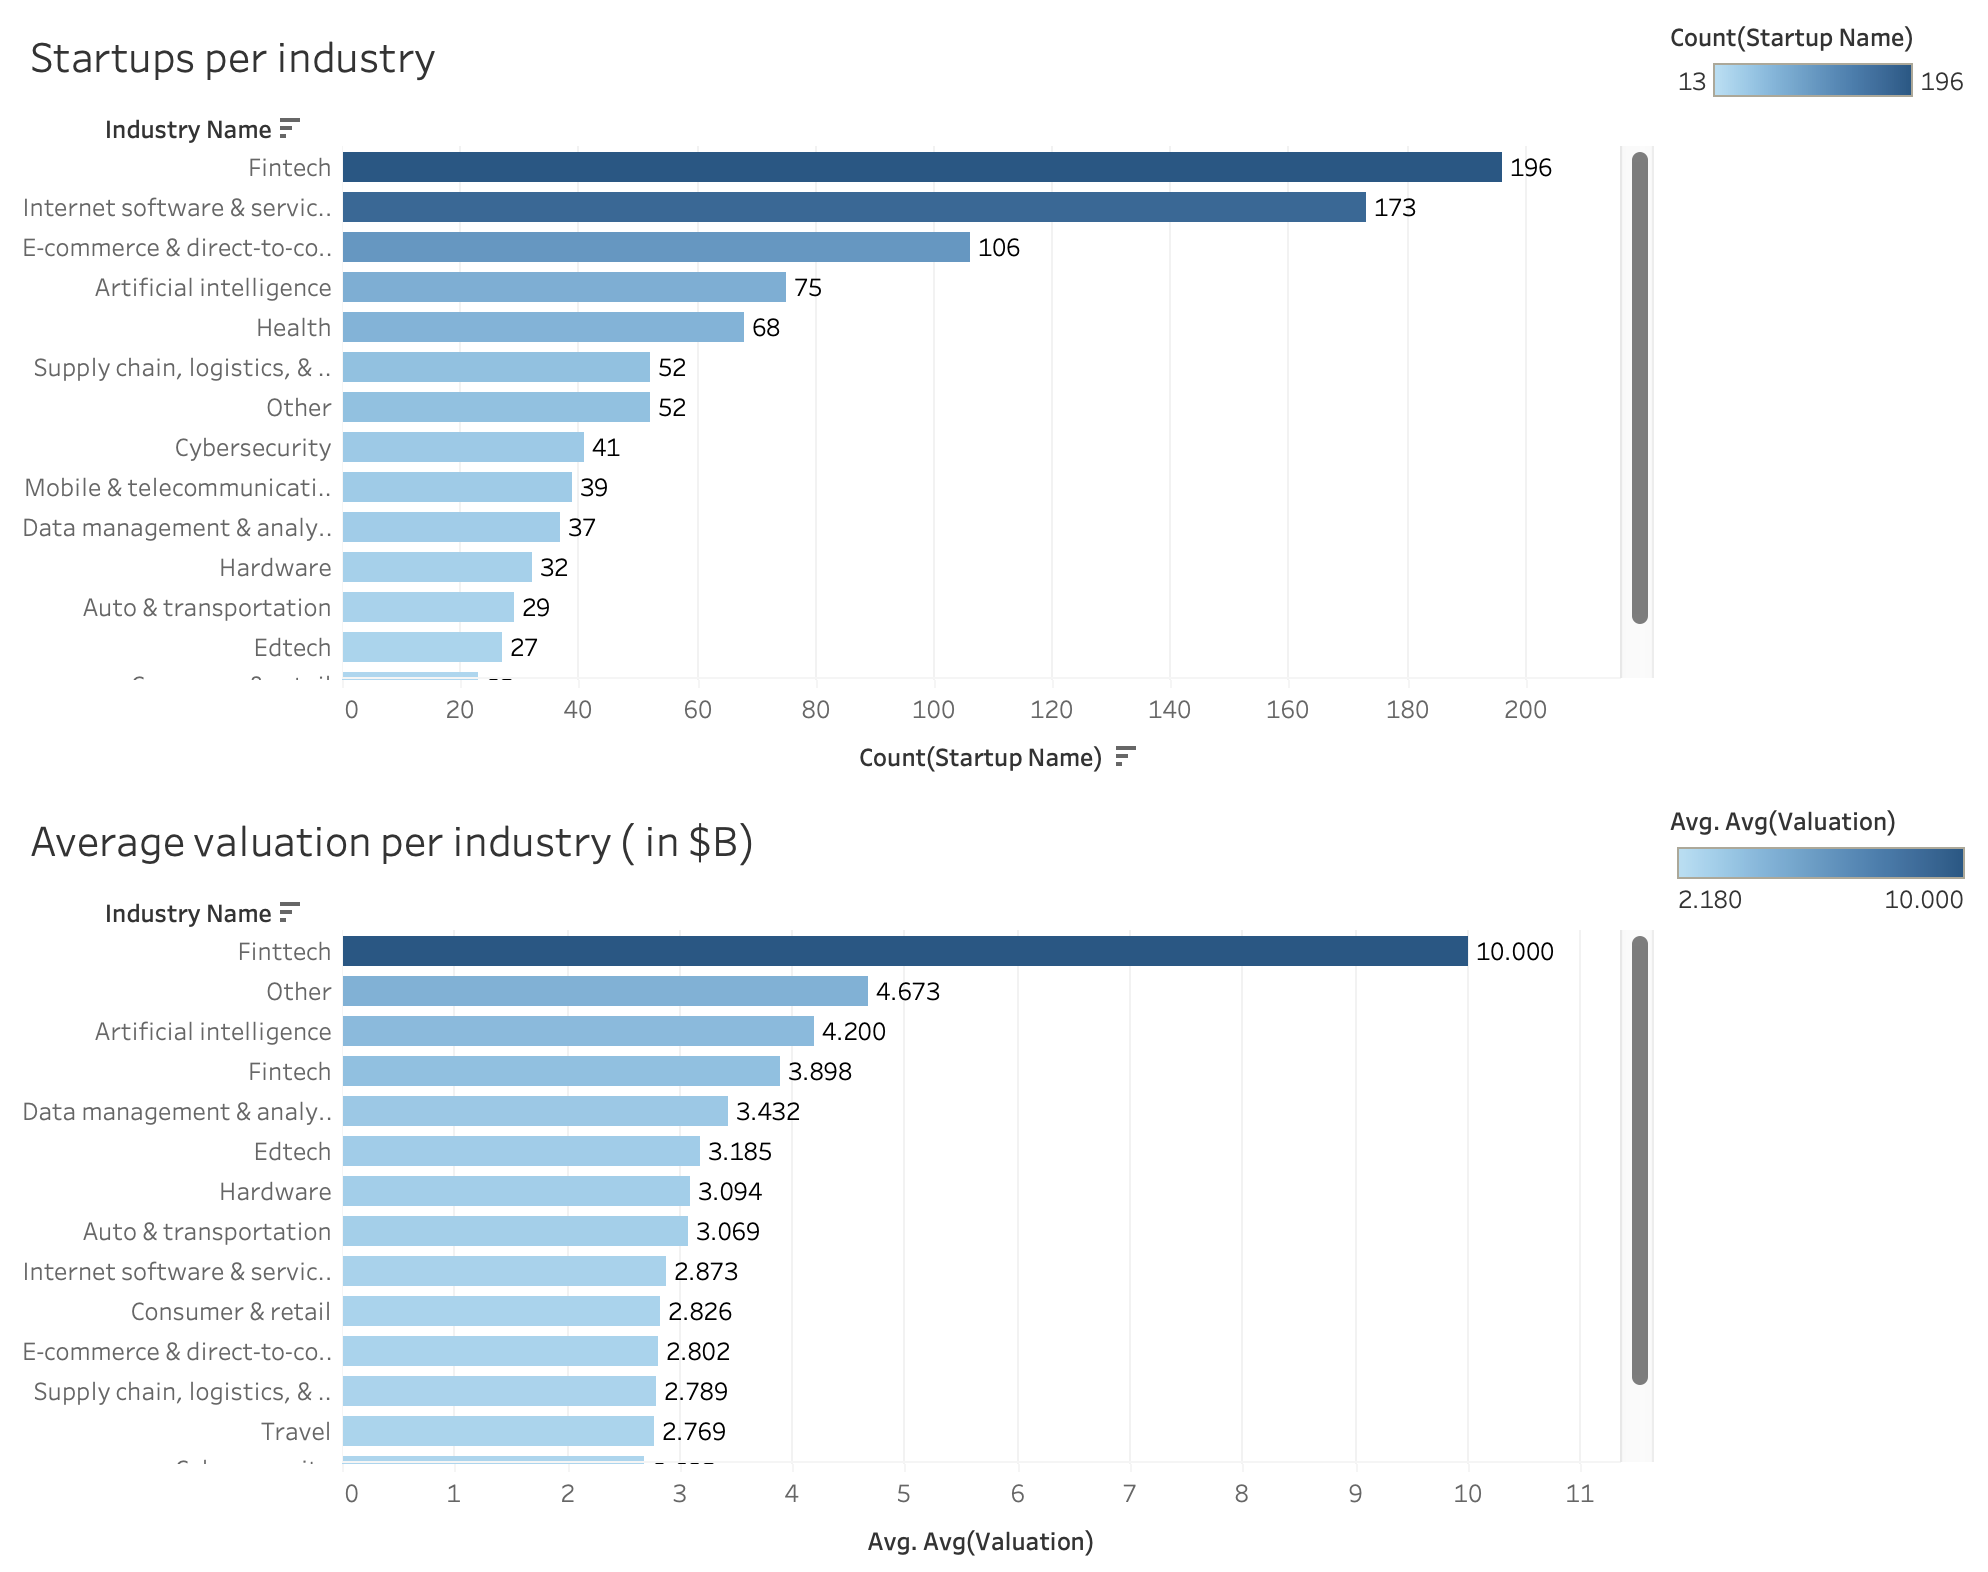 Startups per industry
Count(Startup Name)
13 196
Industry Name
Fintech 196
Internet software & servic.. 173
E-commerce & direct-to-co.. 106
Artificial intelligence 75
Health 68
Supply chain, logistics, & .. 52
Other 52
Cybersecurity 41
Mobile & telecommunicati.. 39
Data management & analy.. 37
Hardware 32
Auto & transportation 29
Edtech 27
0 20 40 60 80 100 120 140 160 180 200
Count(Startup Name)
Average valuation per industry ( in $B)
Avg. Avg(Valuation)
2.180 10.000
Industry Name
Finttech 10.000
Other 4.673
Artificial intelligence 4.200
Fintech 3.898
Data management & analy.. 3.432
Edtech 3.185
Hardware 3.094
Auto & transportation 3.069
Internet software & servic.. 2.873
Consumer & retail 2.826
E-commerce & direct-to-co.. 2.802
Supply chain, logistics, & .. 2.789
Travel 2.769
0 1 2 3 4 5 6 7 8 9 10 11
Avg. Avg(Valuation)